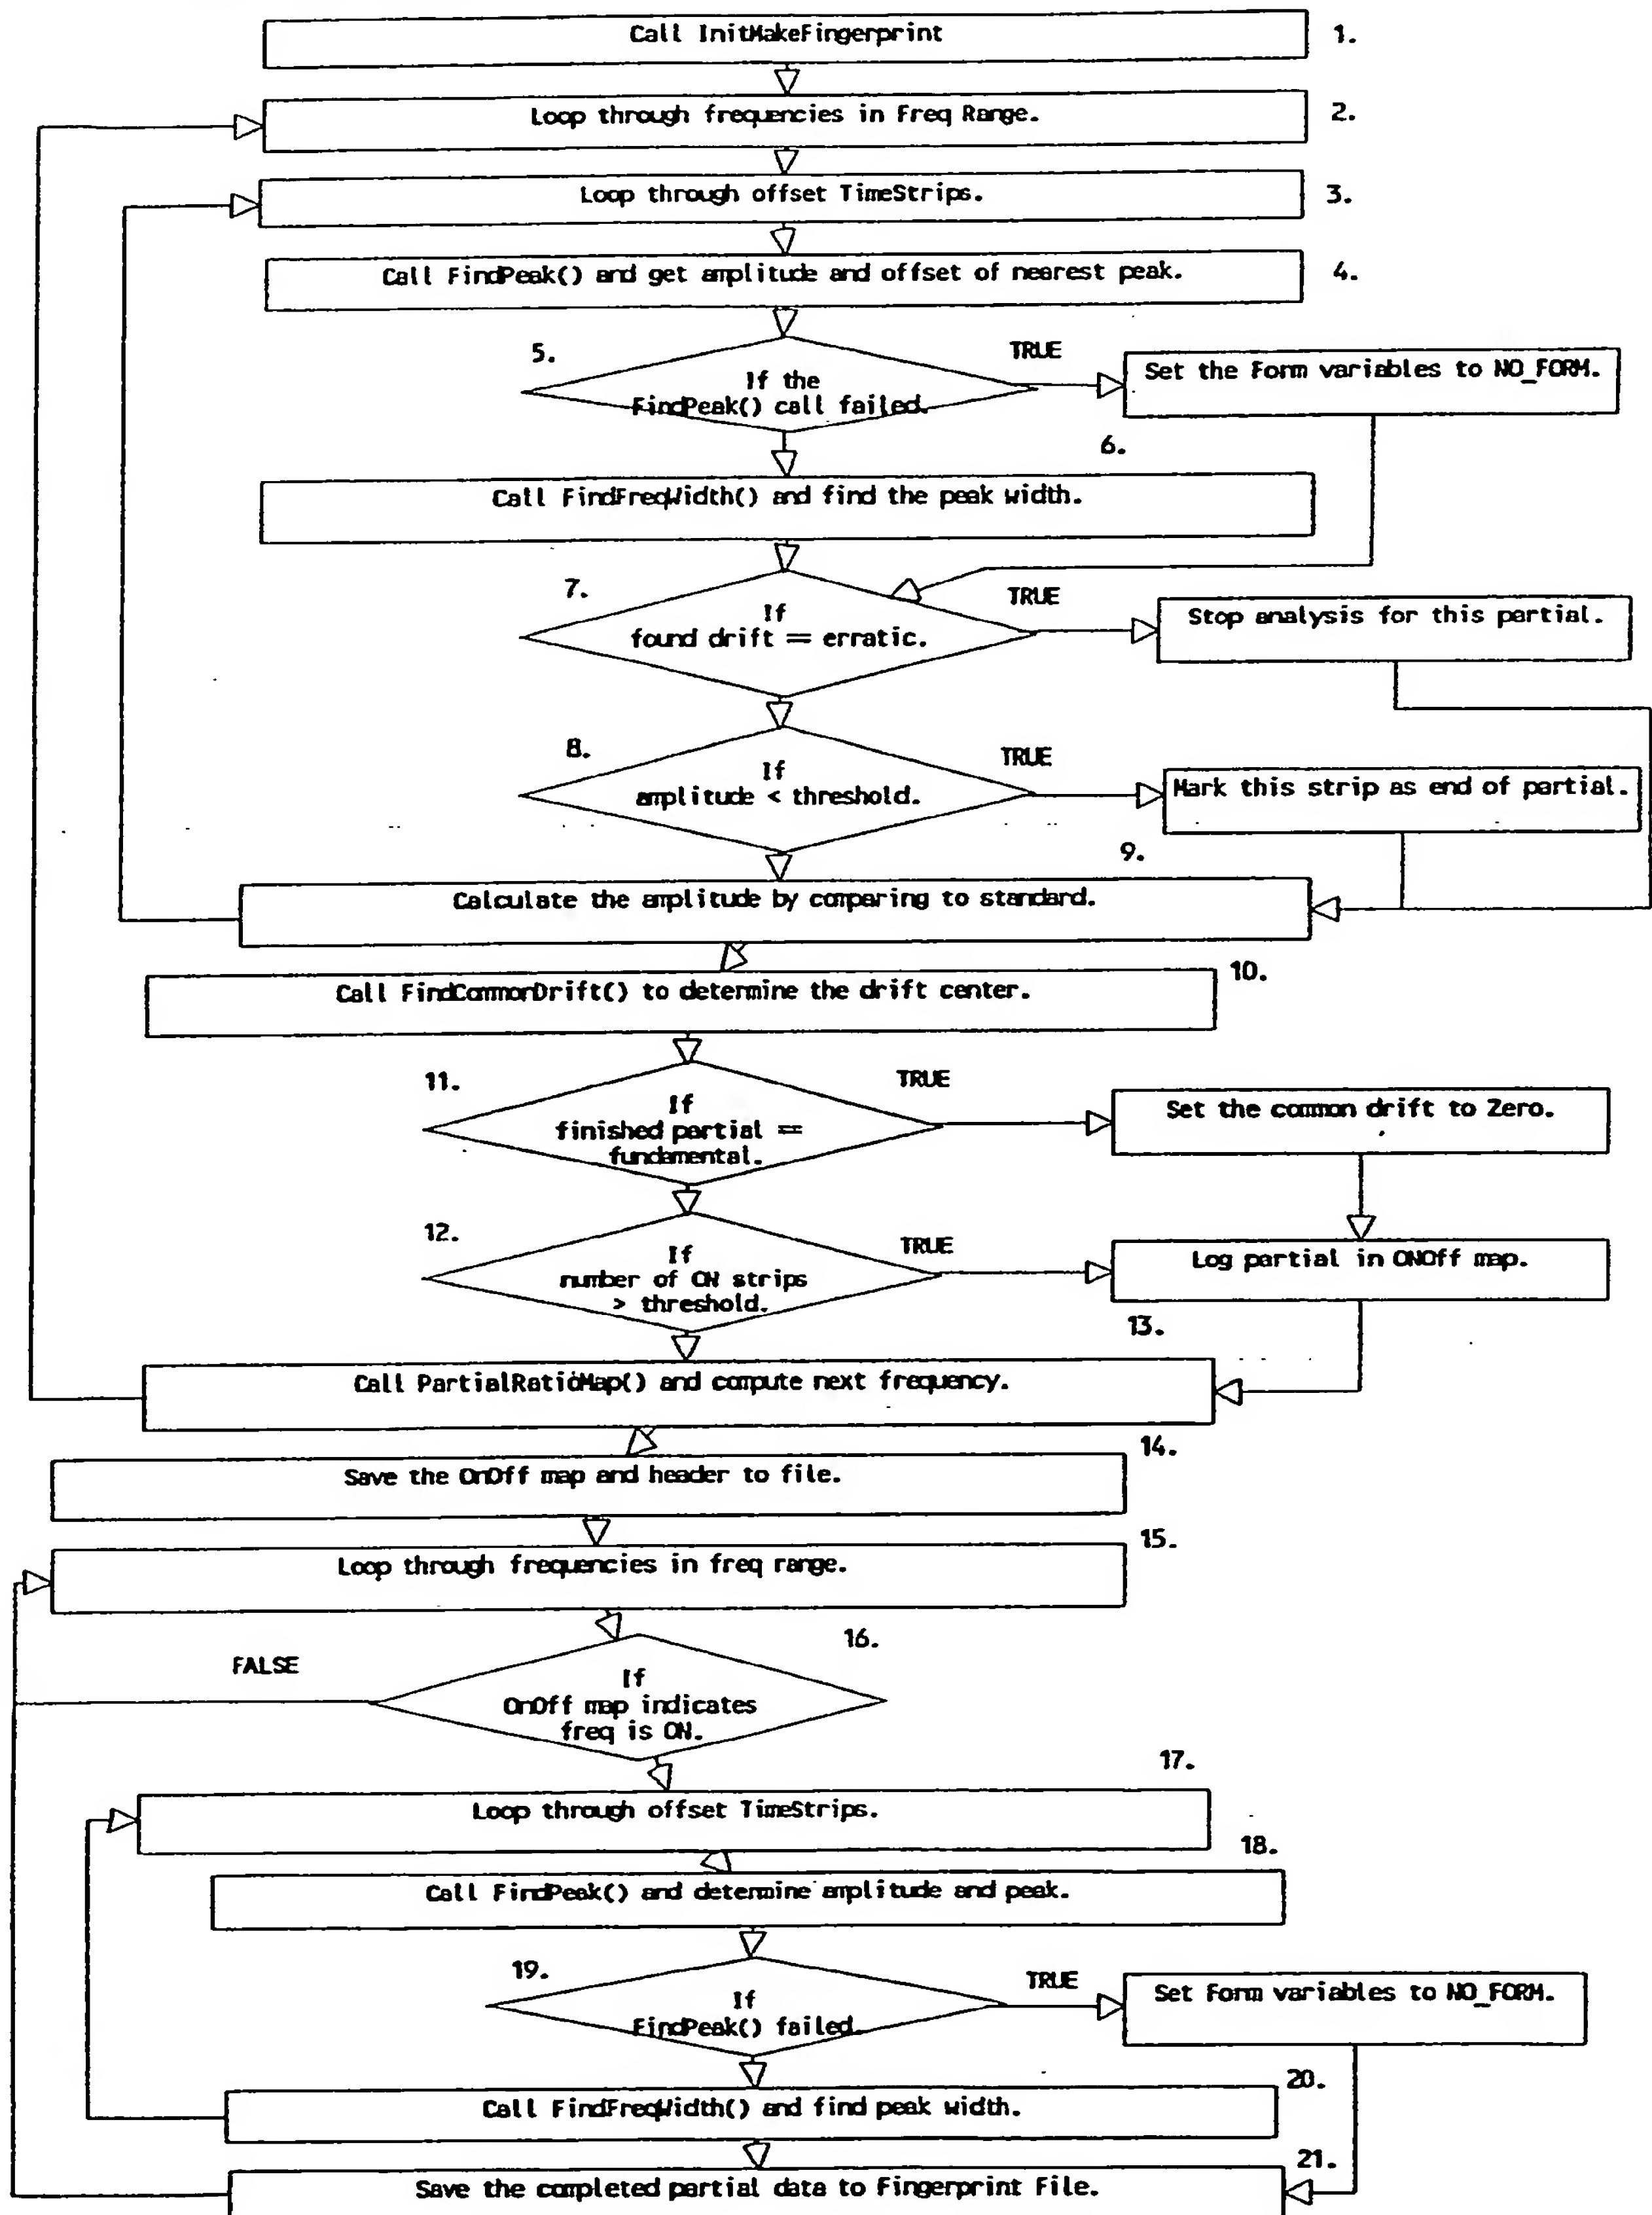 Call InitMakeFingerprint
1.
Loop through frequencies in Freq Range.
2.
Loop through offset TimeStrips.
3.
Call FindPeak() and get amplitude and offset of nearest peak.
4.
5.
If the
FindPeak() call failed.
TRUE
Set the Form variables to NO_FORM.
6.
Call FindFreqWidth() and find the peak width.
7.
If
found drift == erratic.
TRUE
Stop analysis for this partial.
8.
If
amplitude < threshold.
TRUE
Mark this strip as end of partial.
9.
Calculate the amplitude by comparing to standard.
10.
Call FindCommonDrift() to determine the drift center.
11.
If
finished partial ==
fundamental.
TRUE
Set the common drift to Zero.
12.
If
number of ON strips
> threshold.
TRUE
Log partial in ONOff map.
13.
Call PartialRatioMap() and compute next frequency.
14.
Save the OnOff map and header to file.
15.
Loop through frequencies in freq range.
16.
FALSE
If
OnOff map indicates
freq is ON.
17.
Loop through offset TimeStrips.
18.
Call FindPeak() and determine amplitude and peak.
19.
If
FindPeak() failed.
TRUE
Set Form variables to NO_FORM.
20.
Call FindFreqWidth() and find peak width.
21.
Save the completed partial data to Fingerprint File.